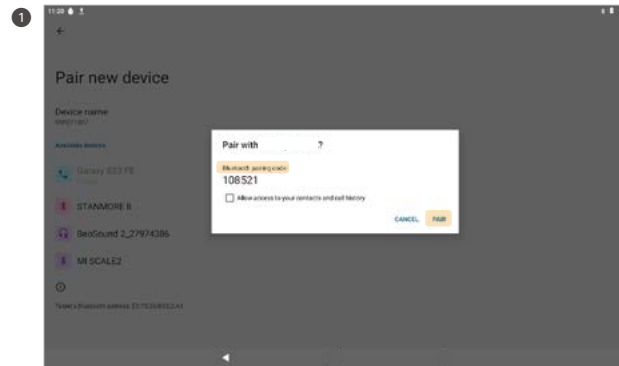 1
11:20
Pair new device
Device name
Available devices
Pair with ?
Bluetooth pairing code
108521
Allow access to your contacts and call history
CANCEL PAIR
Galaxy S23 FE
STANMORE II
BeoSound 2_27974386
MI SCALE2